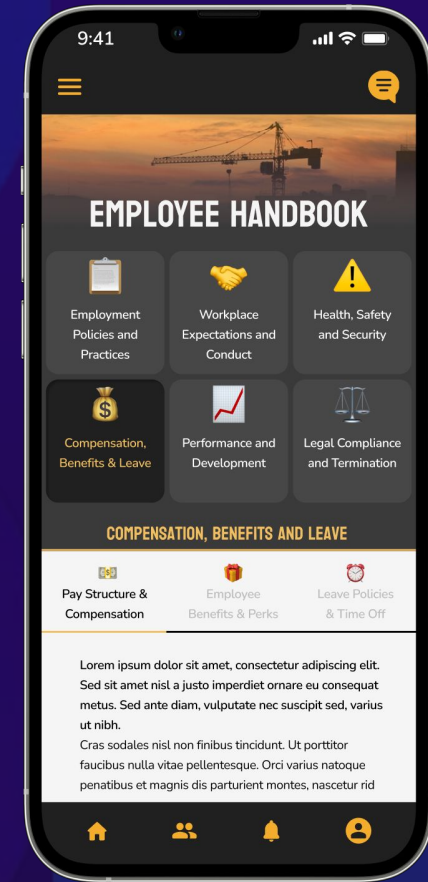 9:41
EMPLOYEE HANDBOOK
Employment
Policies and
Practices
Workplace
Expectations and
Conduct
Health, Safety
and Security
Compensation,
Benefits & Leave
Performance and
Development
Legal Compliance
and Termination
COMPENSATION, BENEFITS AND LEAVE
Pay Structure &
Compensation
Employee
Benefits & Perks
Leave Policies
& Time Off
Lorem ipsum dolor sit amet, consectetur adipiscing elit.
Sed sit amet nisl a justo imperdiet ornare eu consequat
metus. Sed ante diam, vulputate nec suscipit sed, varius
ut nibh.
Cras sodales nisl non finibus tincidunt. Ut porttitor
faucibus nulla vitae pellentesque. Orci varius natoque
penatibus et magnis dis parturient montes, nascetur rid